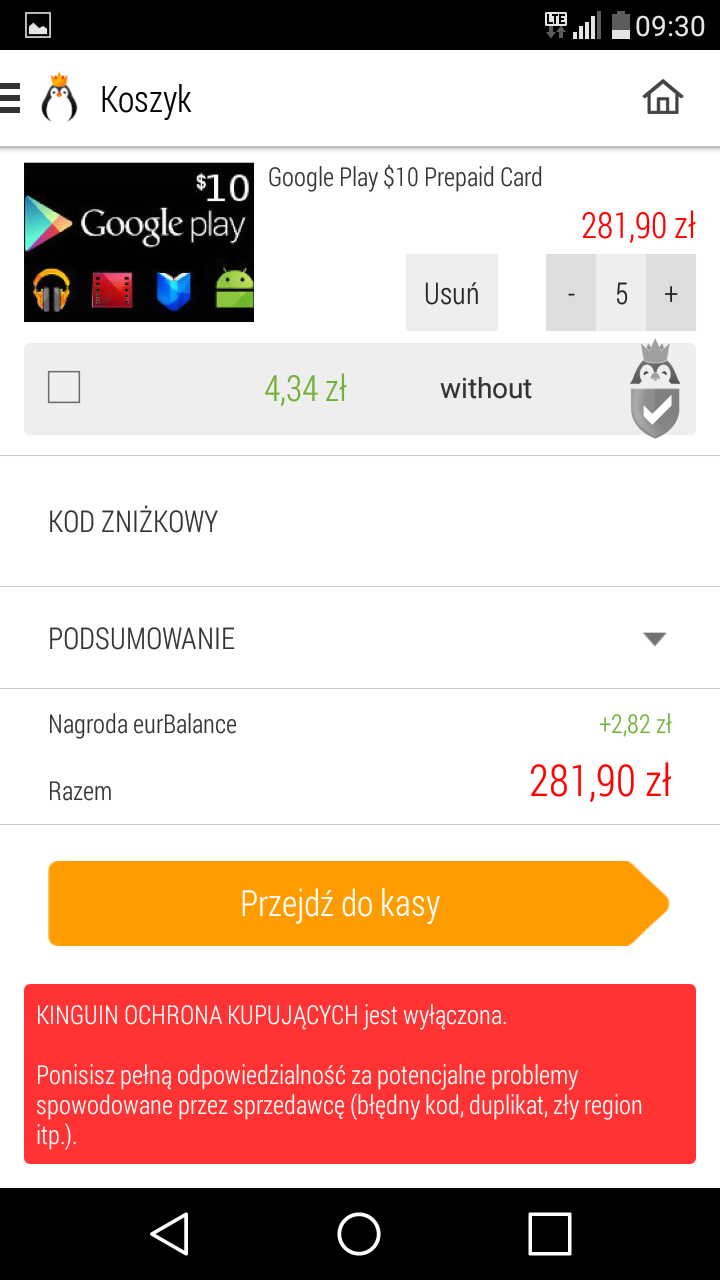 LTE
09:30
Koszyk
$10
Google play
Google Play $10 Prepaid Card
281,90 zł
Usuń
-
5
+
4,34 zł
without
KOD ZNIŻKOWY
PODSUMOWANIE
Nagroda eurBalance
+2,82 zł
Razem
281,90 zł
Przejdź do kasy
KINGUIN OCHRONA KUPUJĄCYCH jest wyłączona.
Ponisisz pełną odpowiedzialność za potencjalne problemy
spowodowane przez sprzedawcę (błędny kod, duplikat, zły region
itp.).